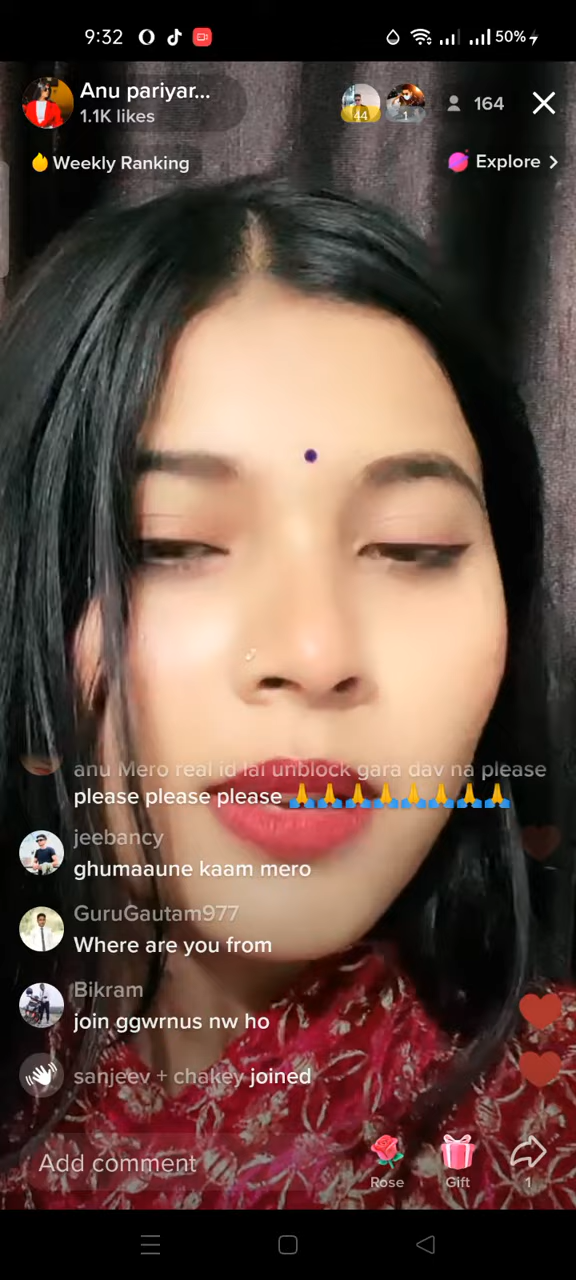 9:32
50%
Anu pariyar...
1.1K likes
44
1
164
Weekly Ranking
Explore >
anu Mero real id lai unblock gara dav na please
please please please 🙏🙏🙏🙏🙏🙏🙏🙏
jeebancy
ghumaaune kaam mero
GuruGautam977
Where are you from
Bikram
join ggwrnus nw ho
sanjeev + chakey joined
Add comment
Rose
Gift
1